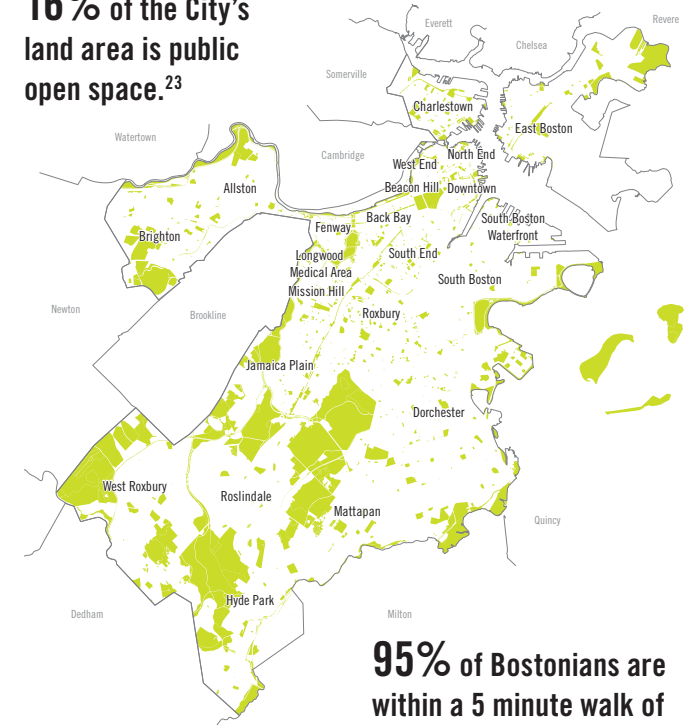 16% of the City's
land area is public
open space.23
Everett
Revere
Chelsea
Somerville
Charlestown
East Boston
Watertown
Cambridge
North End
West End
Allston
Beacon Hill
Downtown
Back Bay
South Boston
Waterfront
Fenway
Brighton
Longwood
Medical Area
South End
Mission Hill
South Boston
Newton
Brookline
Roxbury
Jamaica Plain
Dorchester
West Roxbury
Roslindale
Mattapan
Quincy
Hyde Park
Dedham
Milton
95% of Bostonians are
within a 5 minute walk of